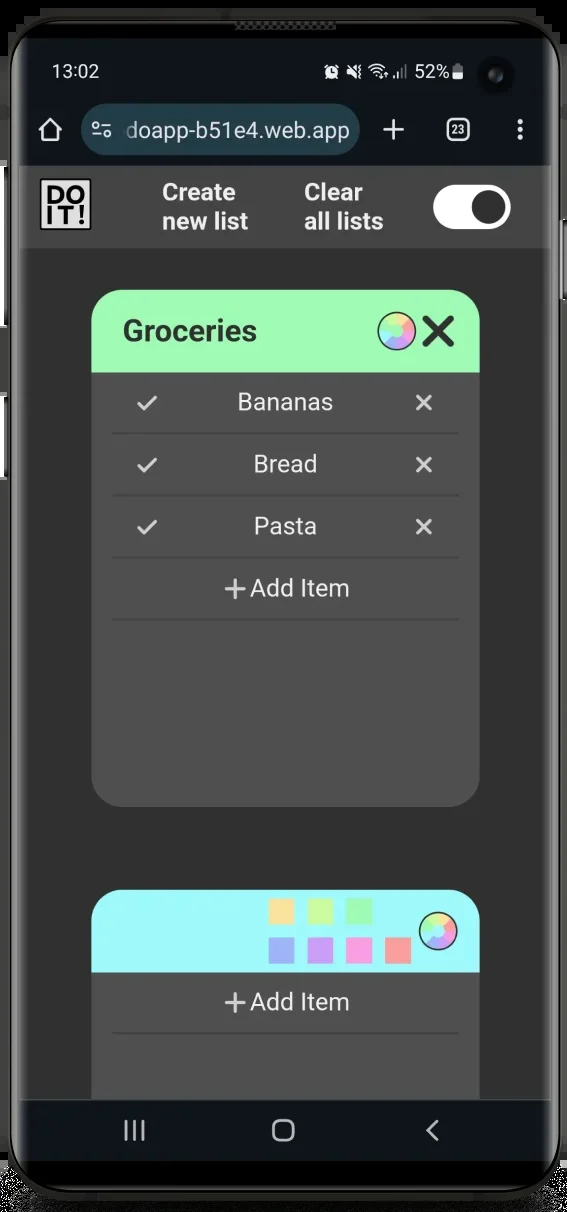 13:02
52%
doapp-b51e4.web.app
23
DO
IT!
Create
new list
Clear
all lists
Groceries
Bananas
Bread
Pasta
Add Item
Add Item